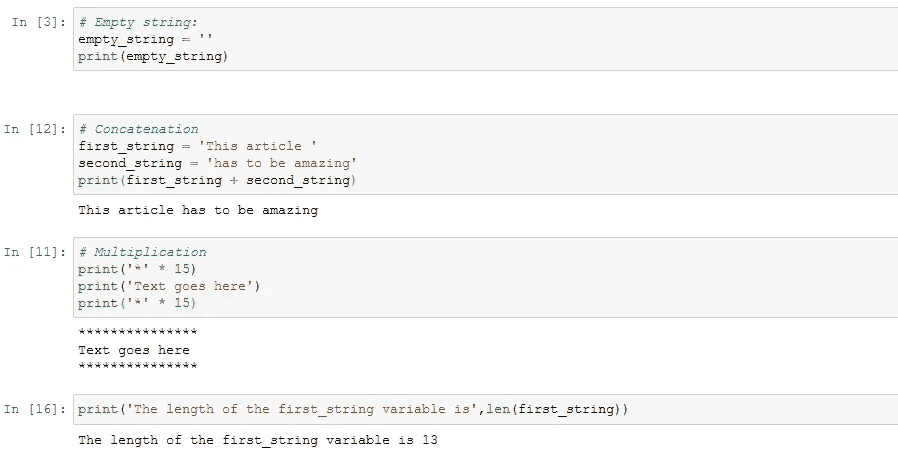 In [3]: # Empty string:
empty_string = ''
print(empty_string)
In [12]: # Concatenation
first_string = 'This article '
second_string = 'has to be amazing'
print(first_string + second_string)
This article has to be amazing
In [11]: # Multiplication
print('*' * 15)
print('Text goes here')
print('*' * 15)
***************
Text goes here
***************
In [16]: print('The length of the first_string variable is',len(first_string))
The length of the first_string variable is 13